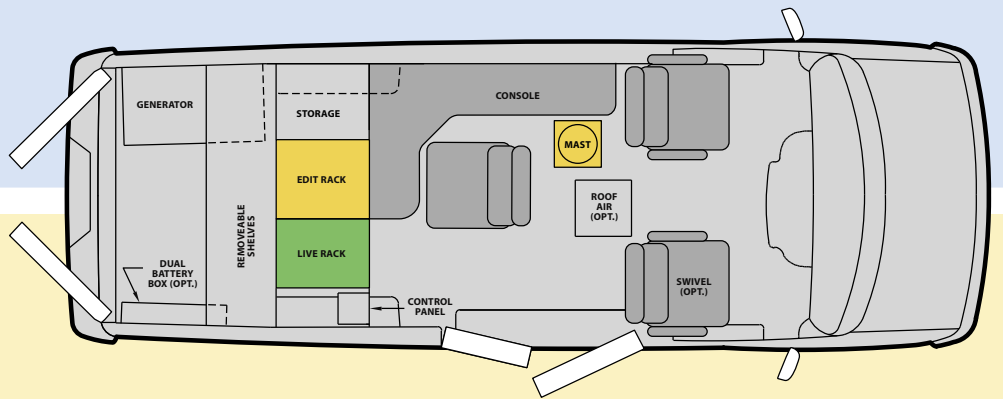 GENERATOR
STORAGE
CONSOLE
MAST
EDIT RACK
ROOF
AIR
(OPT.)
REMOVEABLE
SHELVES
LIVE RACK
DUAL
BATTERY
BOX (OPT.)
CONTROL
PANEL
SWIVEL
(OPT.)